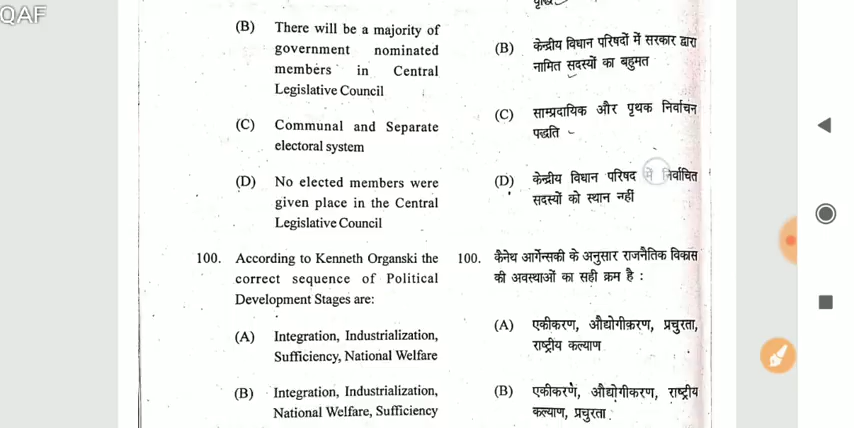 QAF
(B) There will be a majority of
government nominated
members in Central
Legislative Council
(C) Communal and Separate
electoral system
(D) No elected members were
given place in the Central
Legislative Council
100. According to Kenneth Organski the
correct sequence of Political
Development Stages are:
(A) Integration, Industrialization,
Sufficiency, National Welfare
(B) Integration, Industrialization,
National Welfare, Sufficiency
(B) केन्द्रीय विधान परिषदों में सरकार द्वारा
नामित सदस्यों का बहुमत
(C) साम्प्रदायिक और पृथक निर्वाचन
पद्धति
(D) केन्द्रीय विधान परिषद में निर्वाचित
सदस्यों को स्थान नहीं
100. कैनेथ आर्गेन्सकी के अनुसार राजनैतिक विकास
की अवस्थाओं का सही क्रम है :
(A) एकीकरण, औद्योगीकरण, प्रचुरता,
राष्ट्रीय कल्याण
(B) एकीकरण, औद्योगीकरण, राष्ट्रीय
कल्याण, प्रचुरता